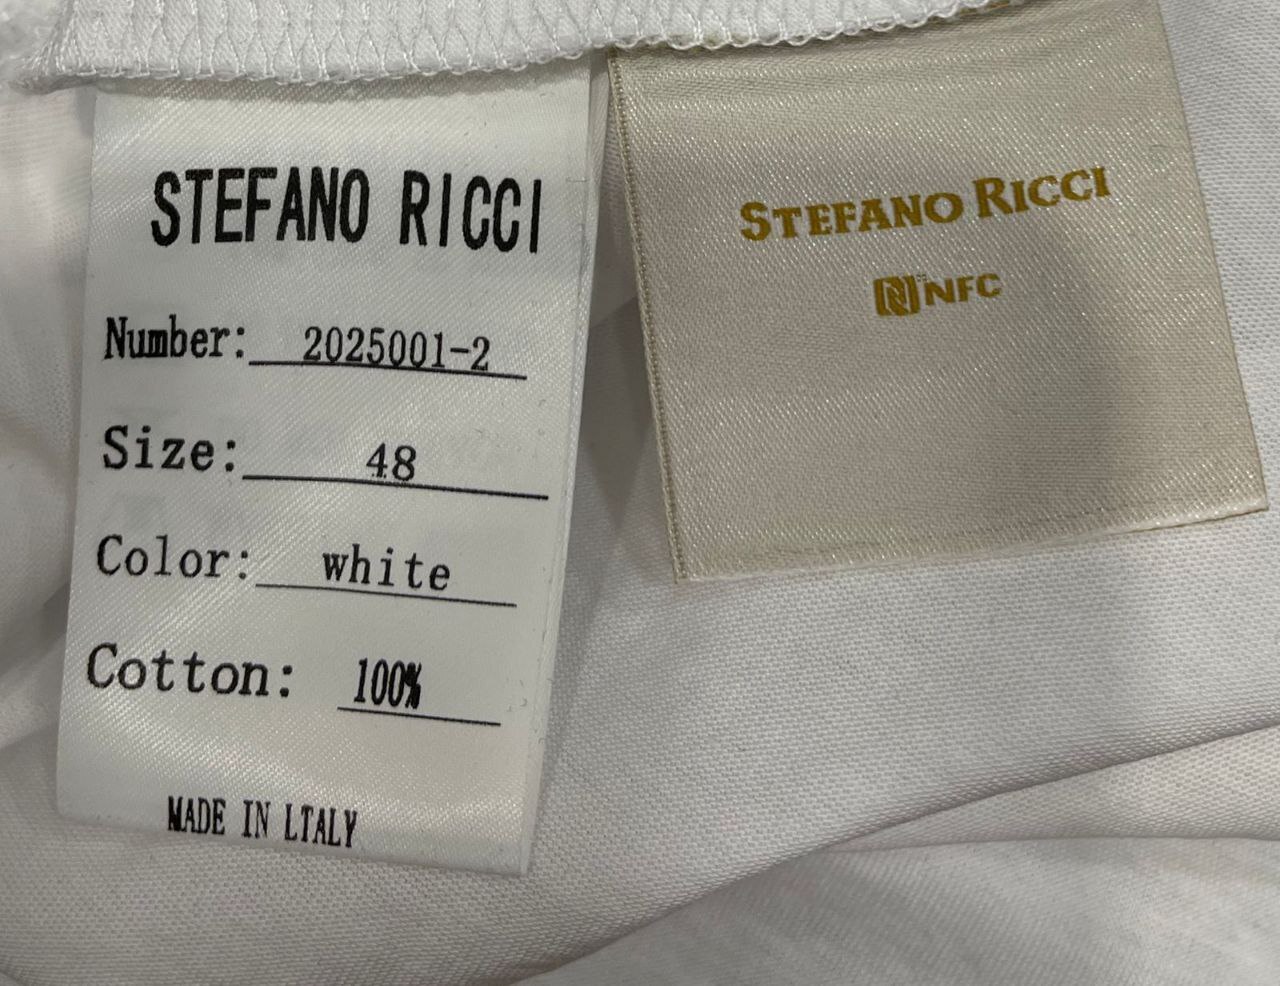 STEFANO RICCI
Number: 2025001-2
Size: 48
Color: white
Cotton: 100%
MADE IN LTALY
STEFANO RICCI
NFC